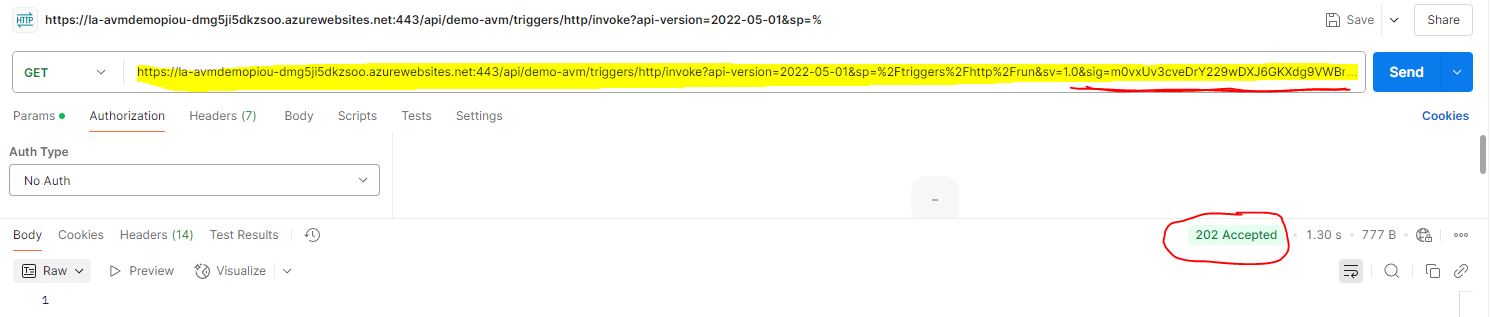 HTTP https://la-avmdemopiou-dmg5ji5dkzsoo.azurewebsites.net:443/api/demo-avm/triggers/http/invoke?api-version=2022-05-01&sp=% Save Share
GET https://la-avmdemopiou-dmg5ji5dkzsoo.azurewebsites.net:443/api/demo-avm/triggers/http/invoke?api-version=2022-05-01&sp=%2Ftriggers%2Fhttp%2Frun&sv=1.0&sig=m0vxUv3cveDrY229wDXJ6GKXdg9VWBr... Send
Params Authorization Headers (7) Body Scripts Tests Settings Cookies
Auth Type
No Auth
Body Cookies Headers (14) Test Results 202 Accepted 1.30 s 777 B
Raw Preview Visualize
1